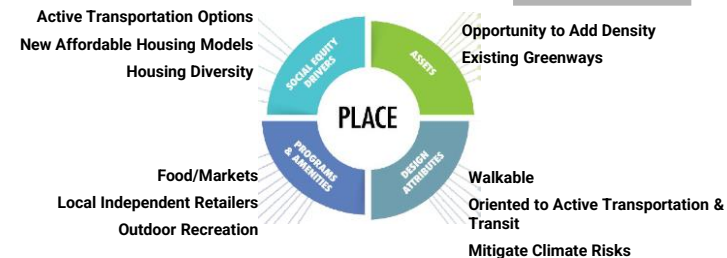 Active Transportation Options
New Affordable Housing Models
Housing Diversity
SOCIAL EQUITY
DRIVERS
ASSETS
Opportunity to Add Density
Existing Greenways
PLACE
PROGRAMS
& AMENITIES
DESIGN
ATTRIBUTES
Food/Markets
Local Independent Retailers
Outdoor Recreation
Walkable
Oriented to Active Transportation &
Transit
Mitigate Climate Risks